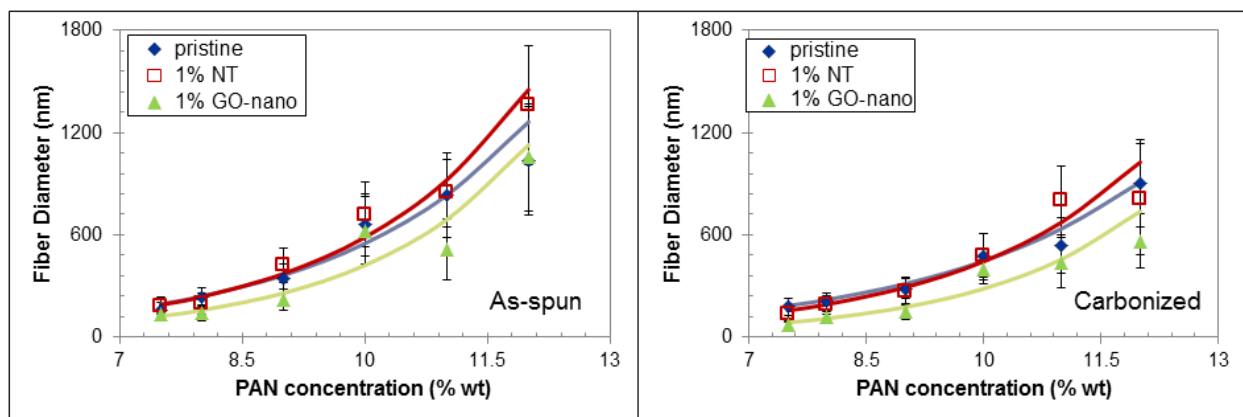 1800
1200
600
0
Fiber Diameter (nm)
pristine
1% NT
1% GO-nano
As-spun
7
8.5
10
11.5
13
PAN concentration (% wt)
1800
1200
600
0
Fiber Diameter (nm)
pristine
1% NT
1% GO-nano
Carbonized
7
8.5
10
11.5
13
PAN concentration (% wt)